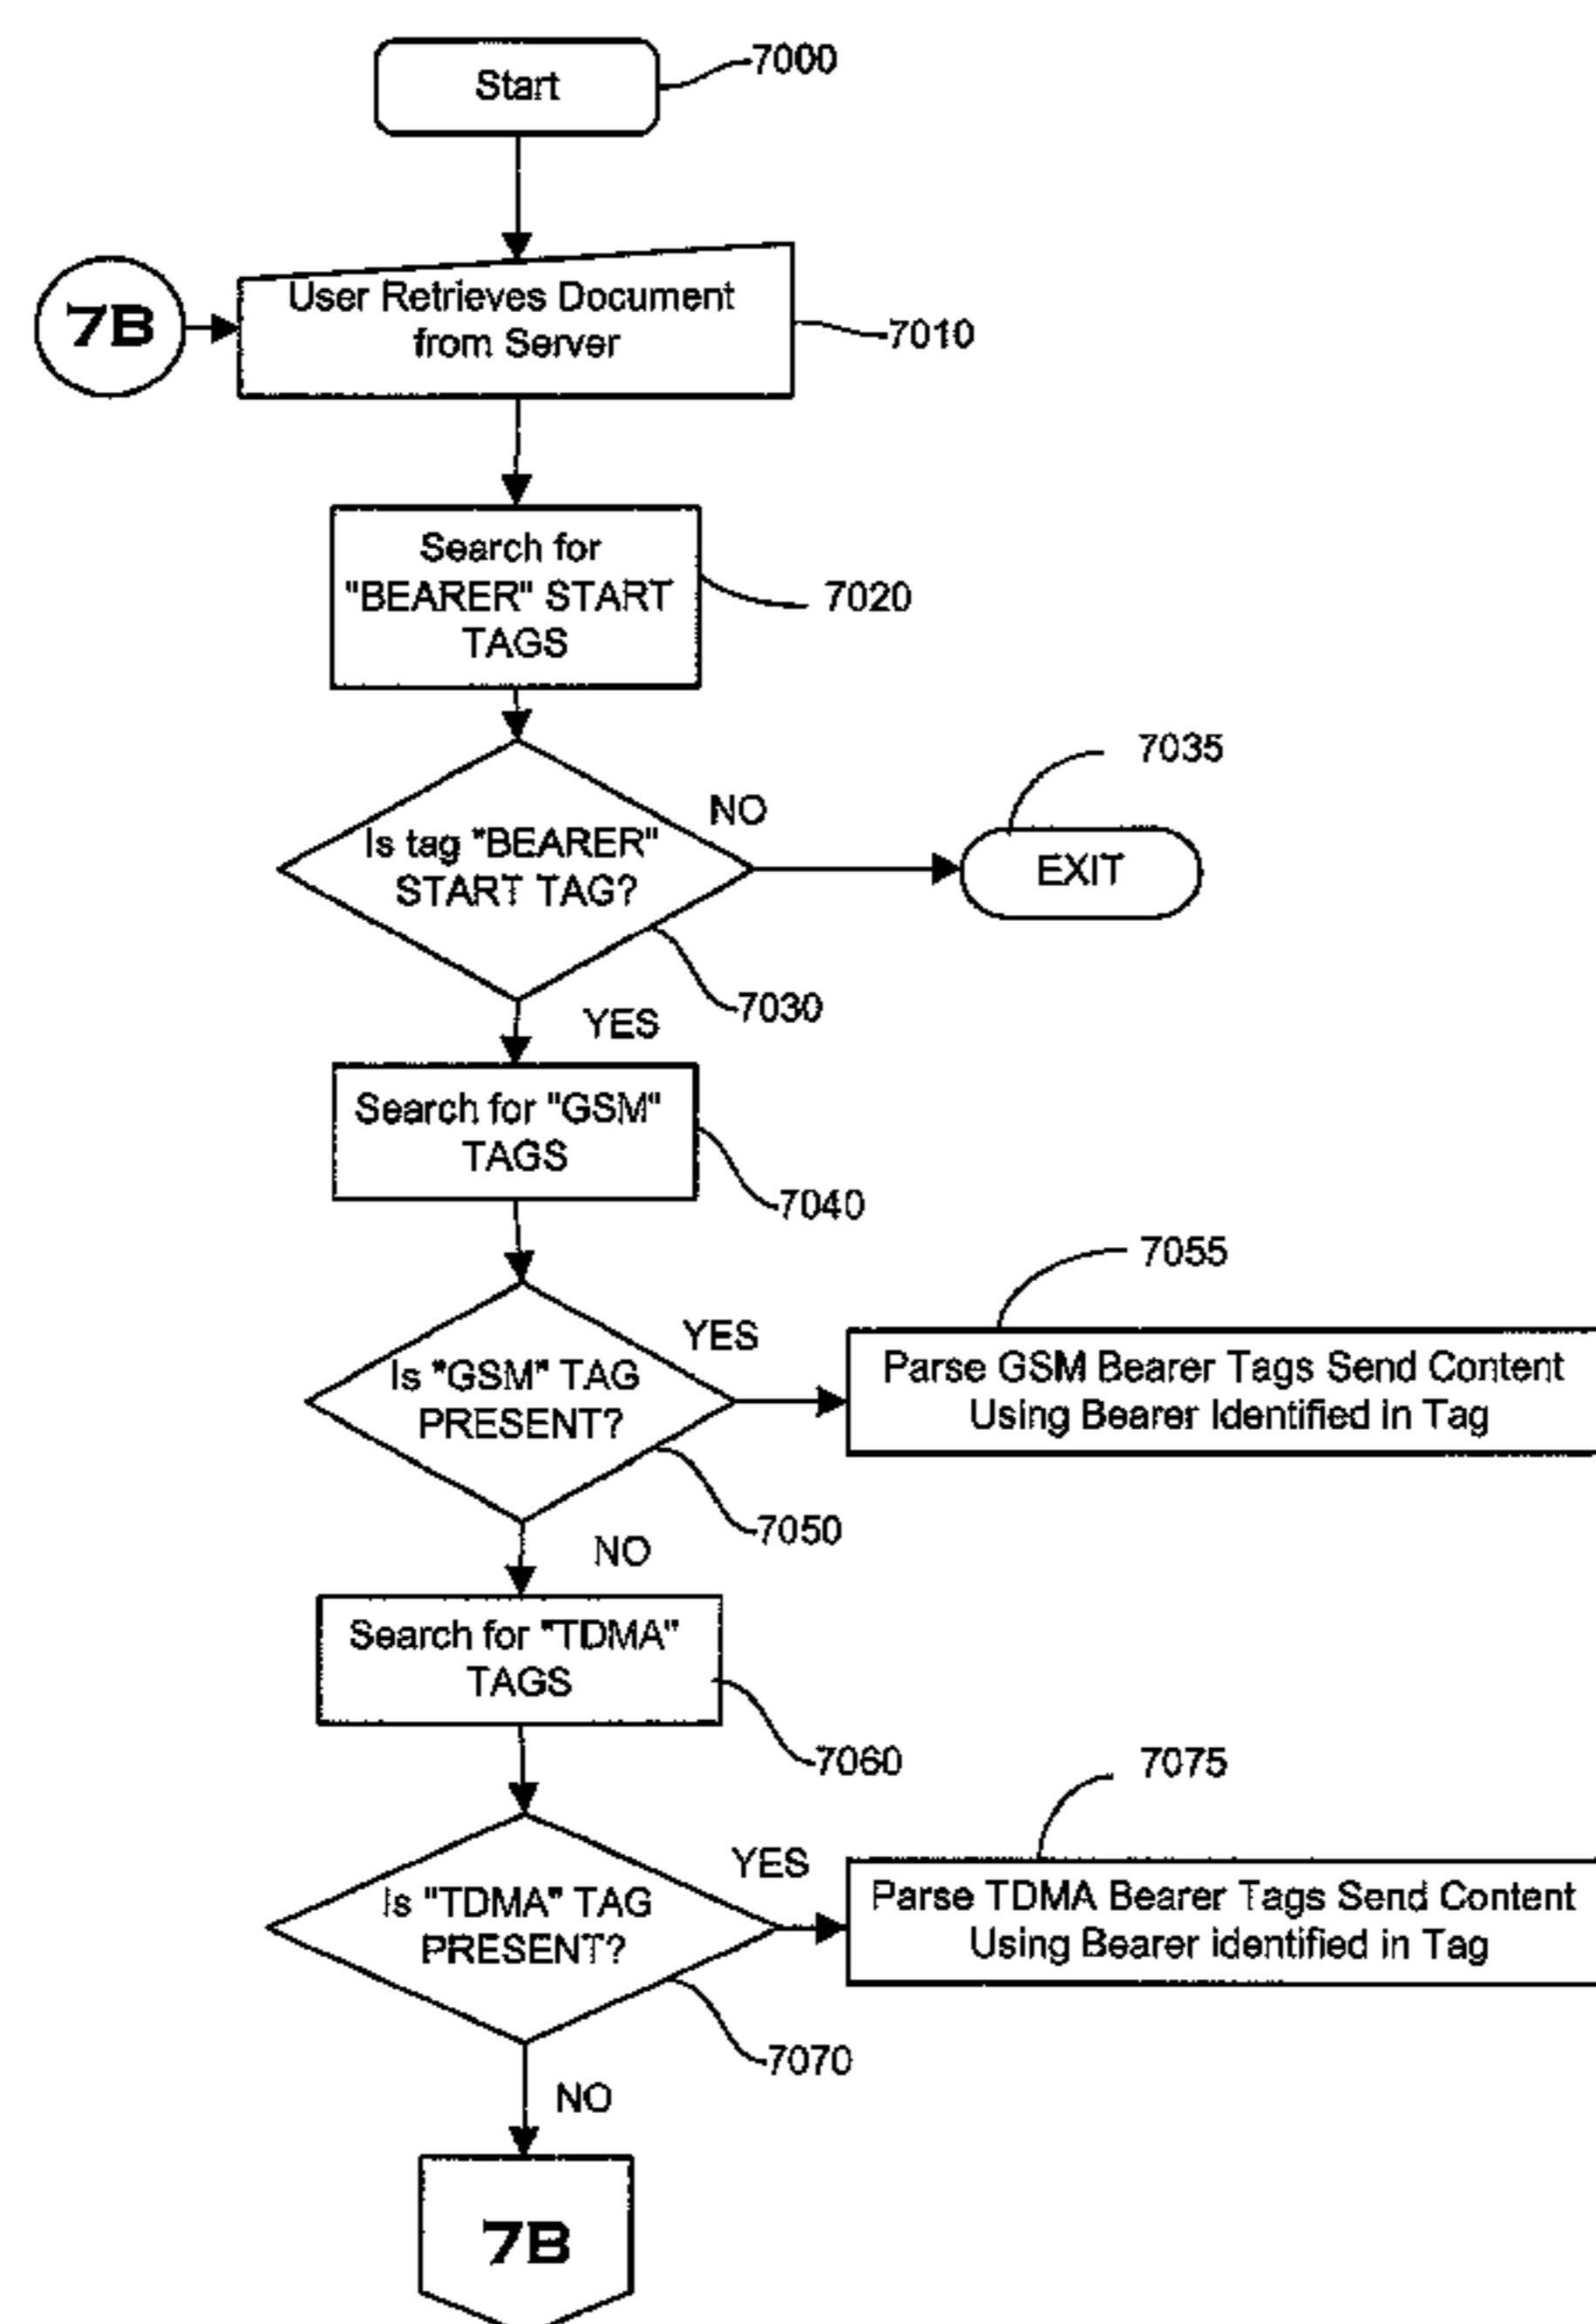 Start
7000
7B
User Retrieves Document
from Server
7010
Search for
"BEARER" START
TAGS
7020
Is tag "BEARER"
START TAG?
NO
7035
EXIT
7030
YES
Search for "GSM"
TAGS
7040
Is "GSM" TAG
PRESENT?
YES
7055
Parse GSM Bearer Tags Send Content
Using Bearer Identified in Tag
7050
NO
Search for "TDMA"
TAGS
7060
Is "TDMA" TAG
PRESENT?
YES
7075
Parse TDMA Bearer Tags Send Content
Using Bearer identified in Tag
7070
NO
7B